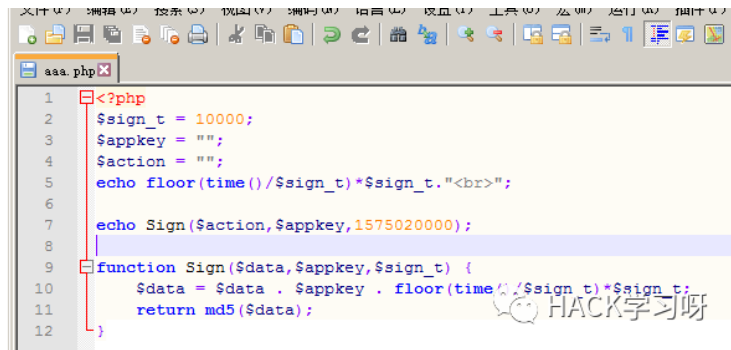 aaa.php
1 <?php
2 $sign_t = 10000;
3 $appkey = "";
4 $action = "";
5 echo floor(time()/$sign_t)*$sign_t."<br>";
6
7 echo Sign($action,$appkey,1575020000);
8
9 function Sign($data,$appkey,$sign_t) {
10 $data = $data . $appkey . floor(time()/$sign_t)*$sign_t;
11 return md5($data);
12 }
HACK学习呀